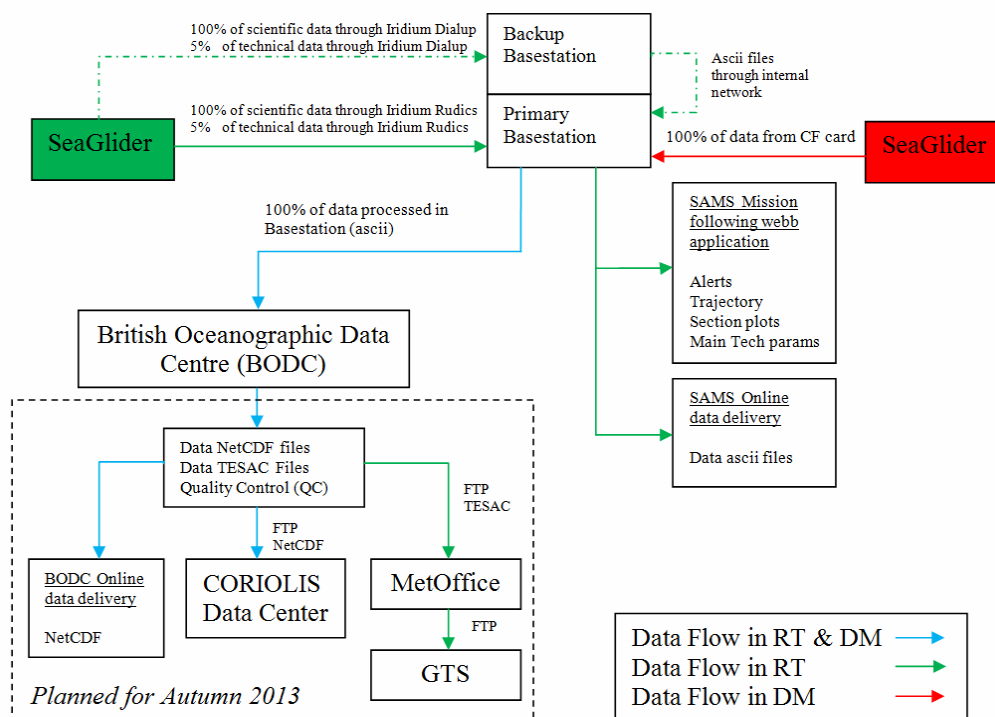 100% of scientific data through Iridium Dialup
5% of technical data through Iridium Dialup
Backup
Basestation
Ascii files
through internal
network
100% of scientific data through Iridium Rudics
5% of technical data through Iridium Rudics
SeaGlider
Primary
Basestation
100% of data from CF card
SeaGlider
100% of data processed in
Basestation (ascii)
SAMS Mission
following webb
application
Alerts
Trajectory
Section plots
Main Tech params
British Oceanographic Data
Centre (BODC)
SAMS Online
data delivery
Data ascii files
Data NetCDF files
Data TESAC Files
Quality Control (QC)
FTP
TESAC
FTP
NetCDF
BODC Online
data delivery
NetCDF
CORIOLIS
Data Center
MetOffice
FTP
GTS
Planned for Autumn 2013
Data Flow in RT & DM
Data Flow in RT
Data Flow in DM